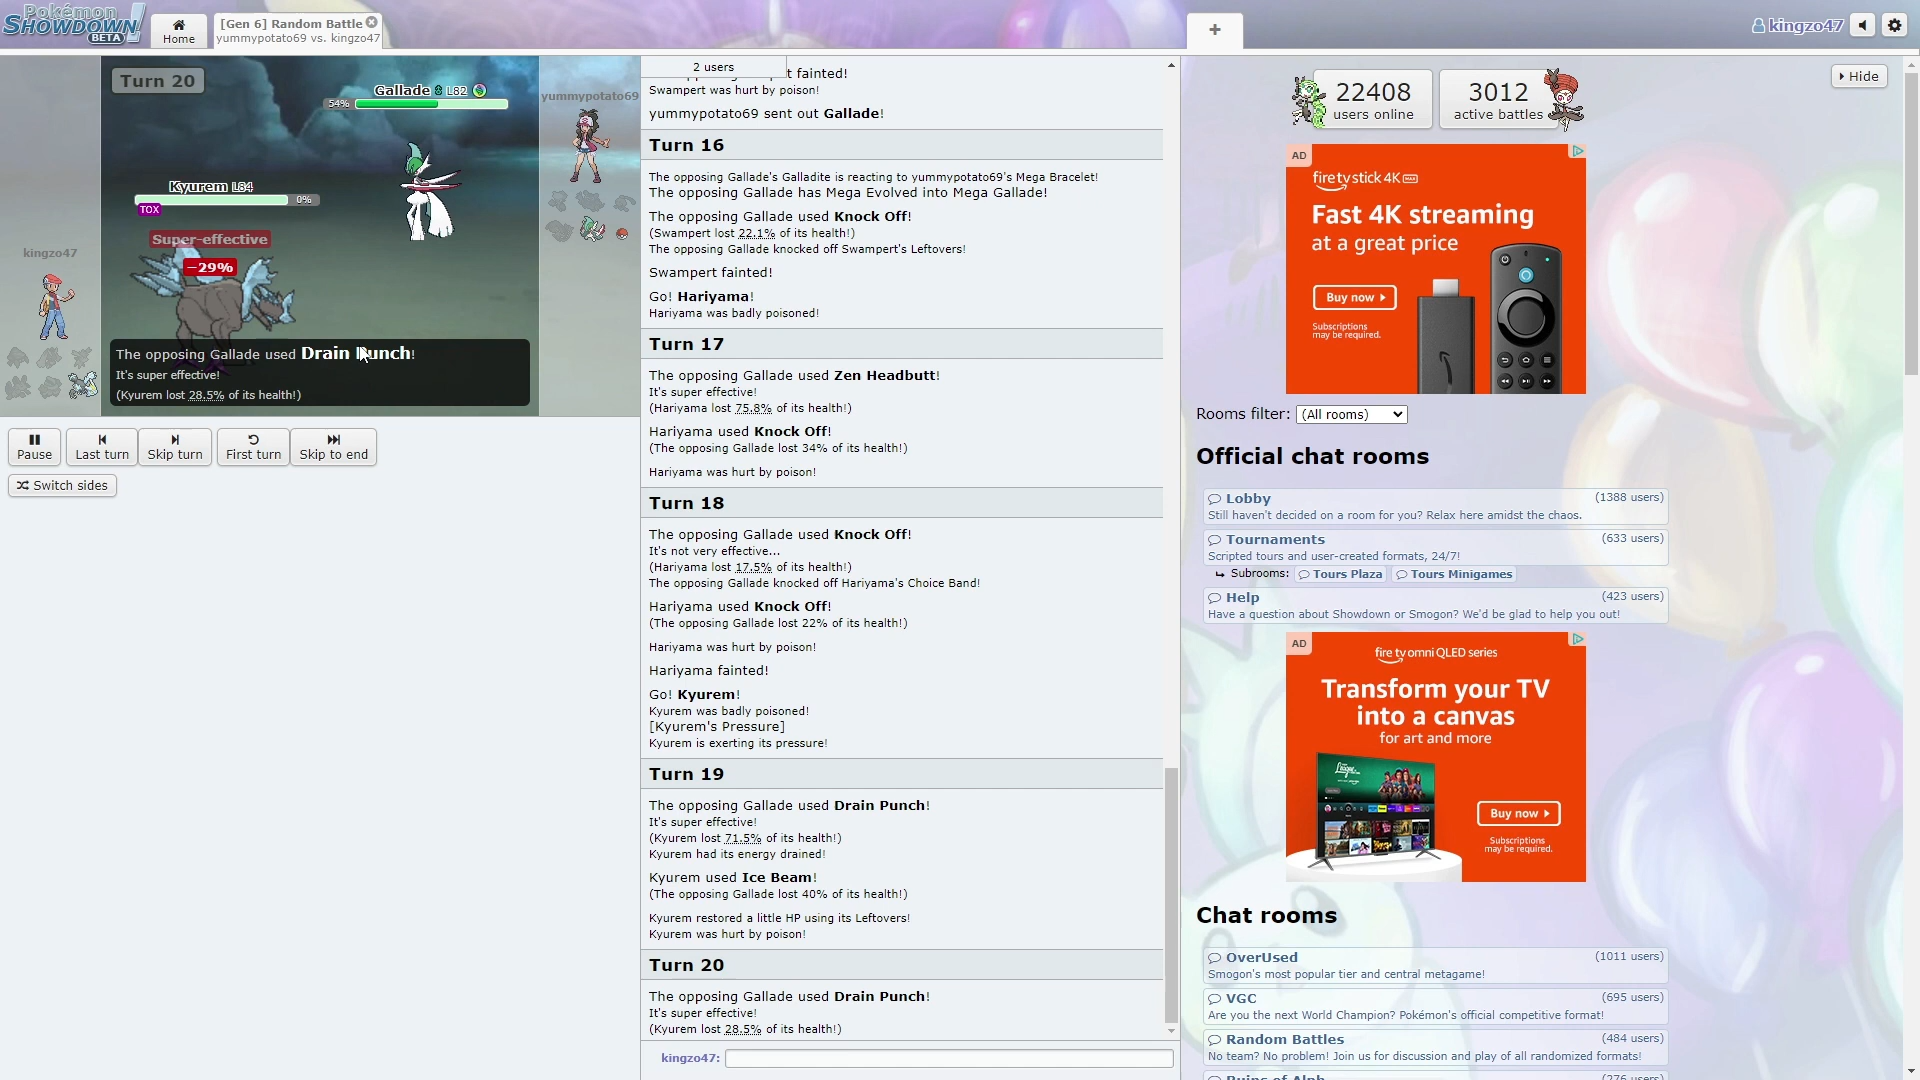 Pokémon
SHOWDOWN!
BETA
Home
[Gen 6] Random Battle
yummypotato69 vs. kingzo47
+
kingzo47
Turn 20
Gallade L82
54%
Kyurem L84
0%
TOX
Super-effective
−29%
kingzo47
yummypotato69
The opposing Gallade used Drain Punch!
It's super effective!
(Kyurem lost 28.5% of its health!)
Pause
Last turn
Skip turn
First turn
Skip to end
Switch sides
2 users
fainted!
Swampert was hurt by poison!
yummypotato69 sent out Gallade!
Turn 16
The opposing Gallade's Galladite is reacting to yummypotato69's Mega Bracelet!
The opposing Gallade has Mega Evolved into Mega Gallade!
The opposing Gallade used Knock Off!
(Swampert lost 22.1% of its health!)
The opposing Gallade knocked off Swampert's Leftovers!
Swampert fainted!
Go! Hariyama!
Hariyama was badly poisoned!
Turn 17
The opposing Gallade used Zen Headbutt!
It's super effective!
(Hariyama lost 75.8% of its health!)
Hariyama used Knock Off!
(The opposing Gallade lost 34% of its health!)
Hariyama was hurt by poison!
Turn 18
The opposing Gallade used Knock Off!
It's not very effective...
(Hariyama lost 17.5% of its health!)
The opposing Gallade knocked off Hariyama's Choice Band!
Hariyama used Knock Off!
(The opposing Gallade lost 22% of its health!)
Hariyama was hurt by poison!
Hariyama fainted!
Go! Kyurem!
Kyurem was badly poisoned!
[Kyurem's Pressure]
Kyurem is exerting its pressure!
Turn 19
The opposing Gallade used Drain Punch!
It's super effective!
(Kyurem lost 71.5% of its health!)
Kyurem had its energy drained!
Kyurem used Ice Beam!
(The opposing Gallade lost 40% of its health!)
Kyurem restored a little HP using its Leftovers!
Kyurem was hurt by poison!
Turn 20
The opposing Gallade used Drain Punch!
It's super effective!
(Kyurem lost 28.5% of its health!)
kingzo47:
Hide
22408
users online
3012
active battles
AD
fire tv stick 4K MAX
Fast 4K streaming
at a great price
Buy now
Subscriptions
may be required.
Rooms filter: (All rooms)
Official chat rooms
Lobby (1388 users)
Still haven't decided on a room for you? Relax here amidst the chaos.
Tournaments (633 users)
Scripted tours and user-created formats, 24/7!
Subrooms: Tours Plaza Tours Minigames
Help (423 users)
Have a question about Showdown or Smogon? We'd be glad to help you out!
AD
fire tv omni QLED series
Transform your TV
into a canvas
for art and more
Buy now
Subscriptions
may be required.
Chat rooms
OverUsed (1011 users)
Smogon's most popular tier and central metagame!
VGC (695 users)
Are you the next World Champion? Pokémon's official competitive format!
Random Battles (484 users)
No team? No problem! Join us for discussion and play of all randomized formats!
Ruins of Alph (276 users)